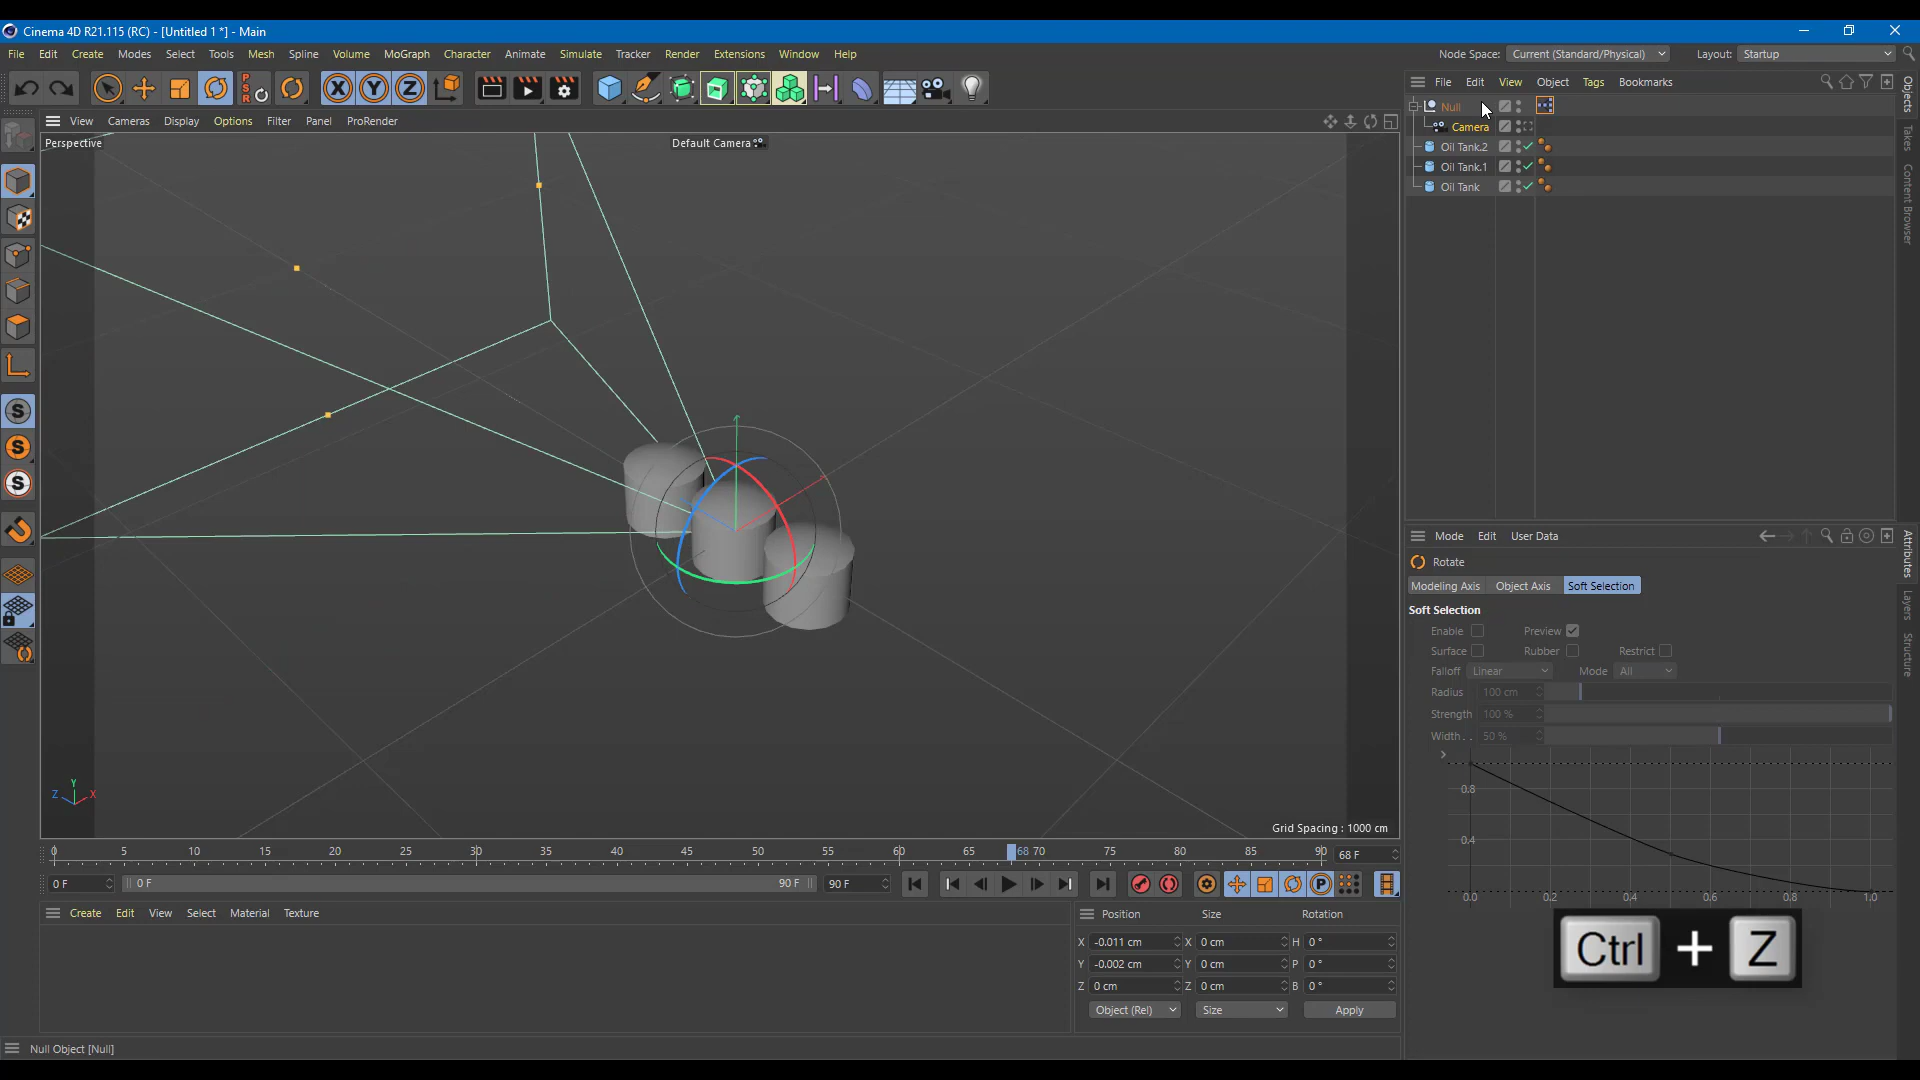 Cinema 4D R21.115 (RC) - [Untitled 1 *] - Main
File Edit Create Modes Select Tools Mesh Spline Volume MoGraph Character Animate Simulate Tracker Render Extensions Window Help
Node Space: Current (Standard/Physical) Layout: Startup
PSR X Y Z
File Edit View Object Tags Bookmarks
View Cameras Display Options Filter Panel ProRender
Perspective
Default Camera
Null
Camera
Oil Tank.2
Oil Tank.1
Oil Tank
Objects
Takes
Content Browser
S
S
S
Mode Edit User Data
Rotate
Modeling Axis Object Axis Soft Selection
Soft Selection
Enable Preview
Surface Rubber Restrict
Falloff Linear Mode All
Radius 100 cm
Strength 100 %
Width . . 50 %
0.8
0.4
0.0 0.2 0.4 0.6 0.8 1.0
Attributes
Layers
Structure
Y
Z X
Grid Spacing : 1000 cm
0 5 10 15 20 25 30 35 40 45 50 55 60 65 68 70 75 80 85 90
68 F
0 F 0 F 90 F 90 F
P
Create Edit View Select Material Texture
Position Size Rotation
X -0.011 cm X 0 cm H 0 °
Y -0.002 cm Y 0 cm P 0 °
Z 0 cm Z 0 cm B 0 °
Object (Rel) Size Apply
Ctrl + Z
Null Object [Null]